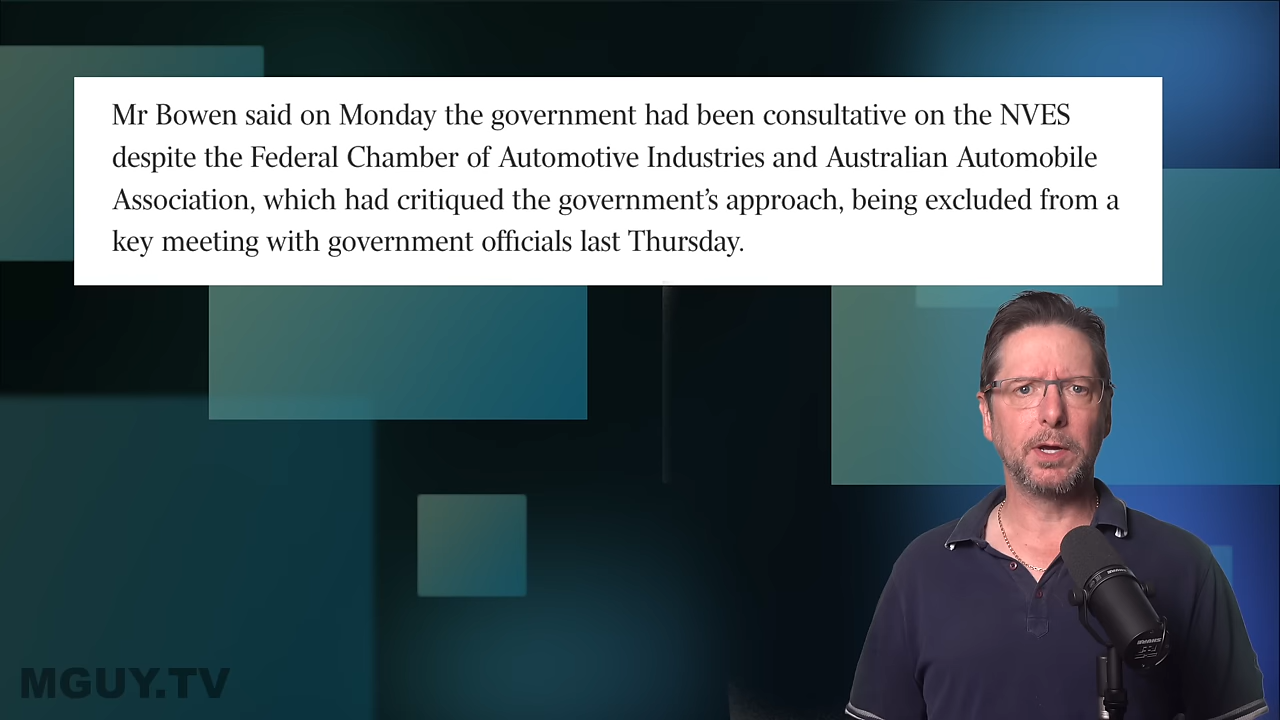 Mr Bowen said on Monday the government had been consultative on the NVES
despite the Federal Chamber of Automotive Industries and Australian Automobile
Association, which had critiqued the government’s approach, being excluded from a
key meeting with government officials last Thursday.
MGUY.TV
SHURE